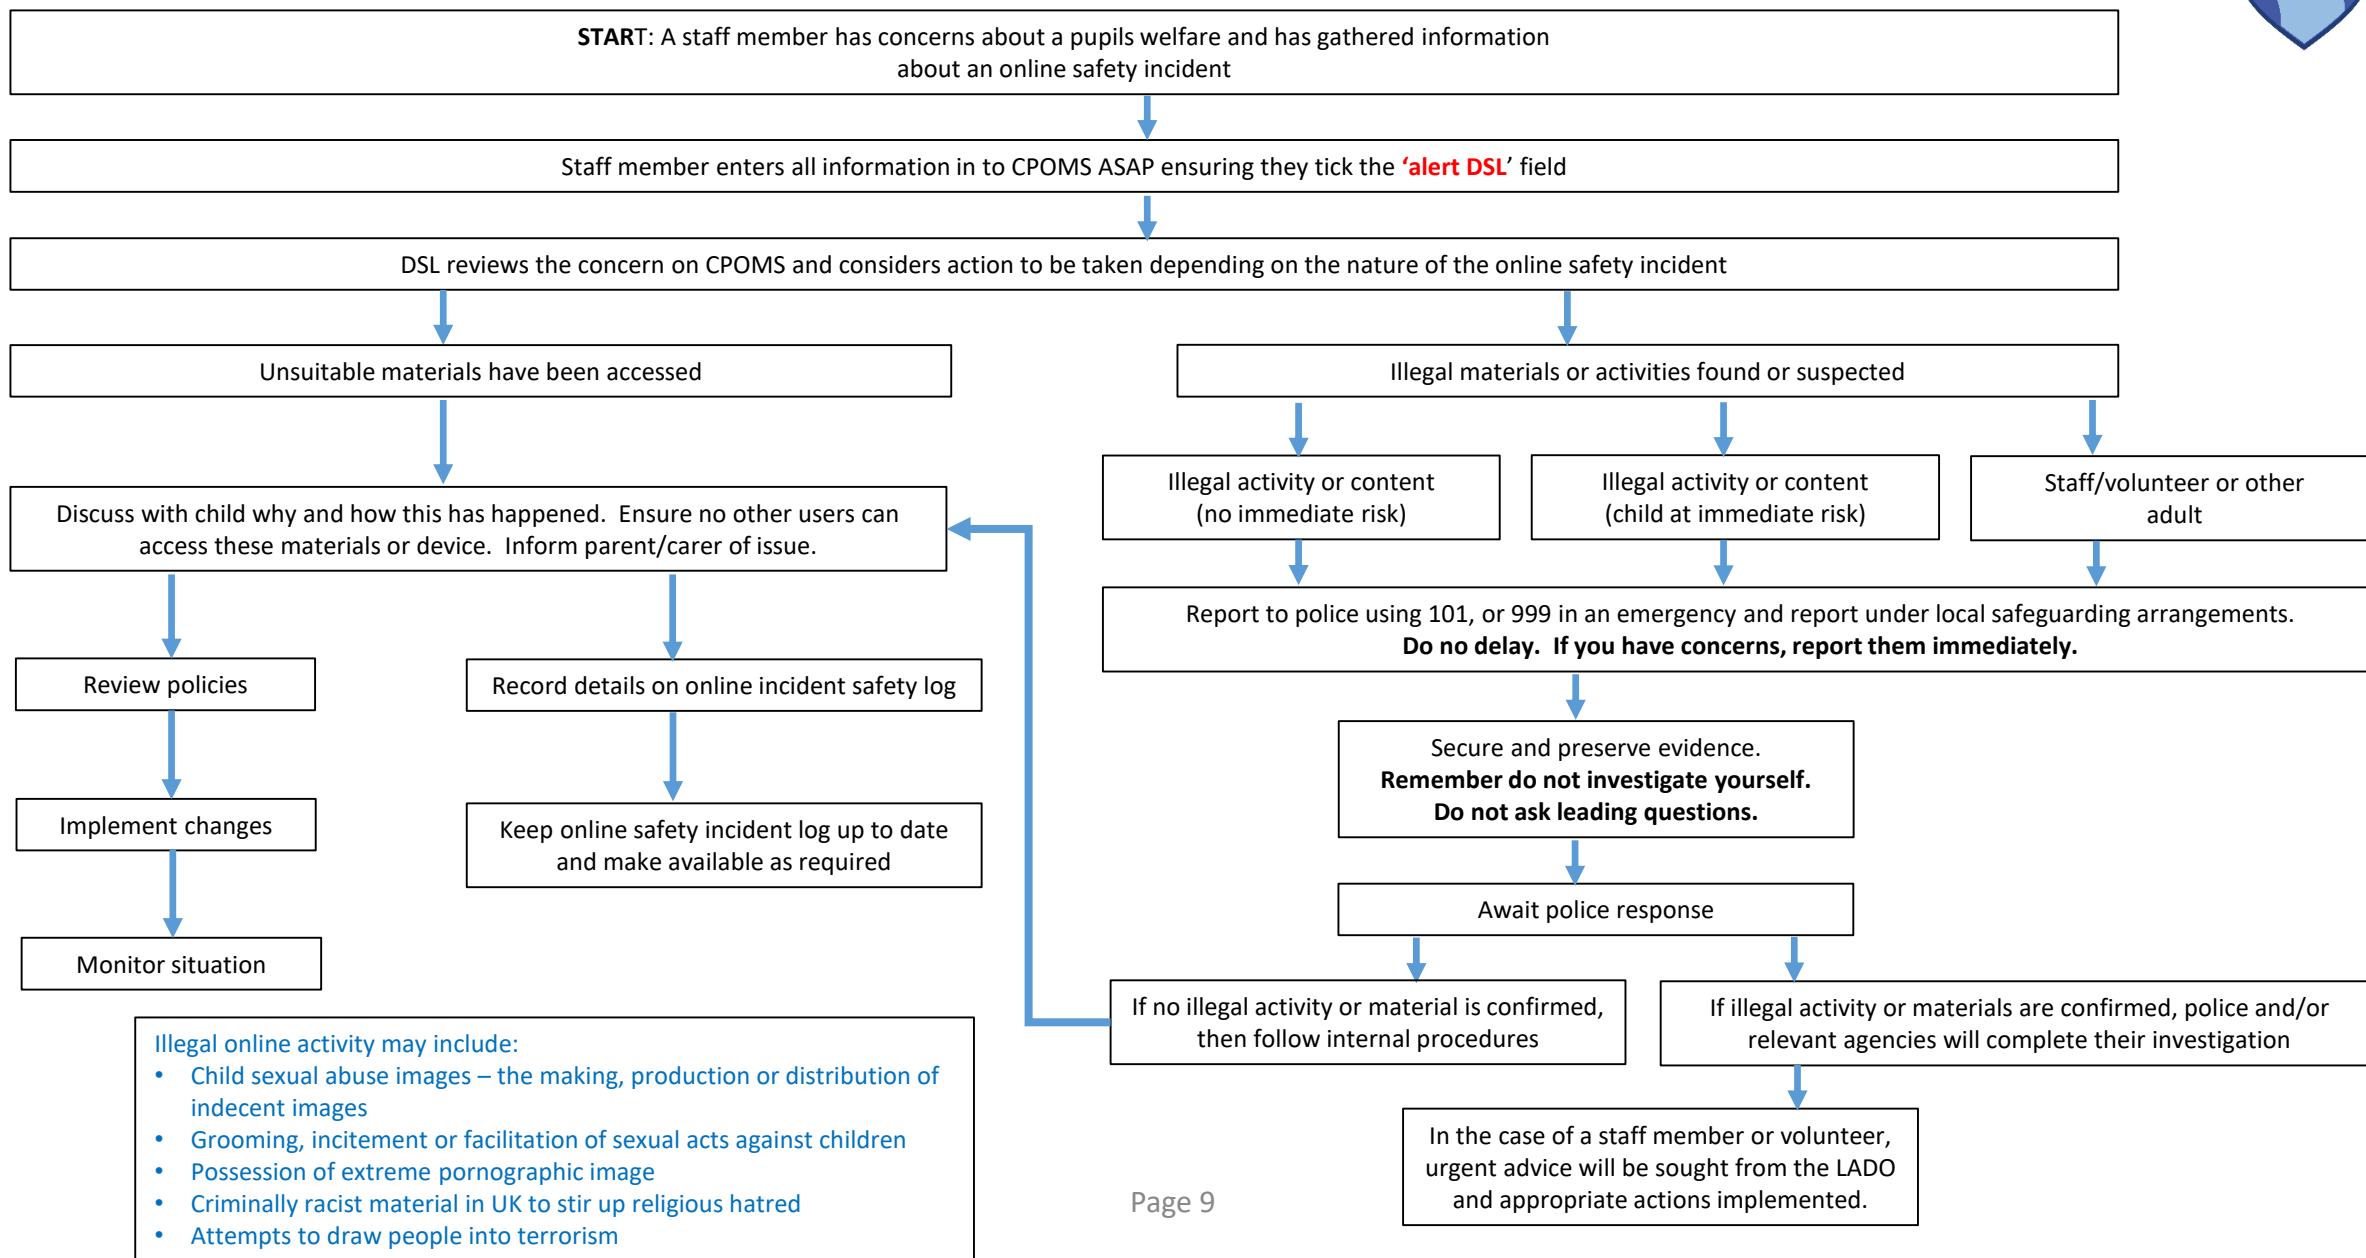 START: A staff member has concerns about a pupils welfare and has gathered information
about an online safety incident
Staff member enters all information in to CPOMS ASAP ensuring they tick the ‘alert DSL’ field
DSL reviews the concern on CPOMS and considers action to be taken depending on the nature of the online safety incident
Unsuitable materials have been accessed
Illegal materials or activities found or suspected
Illegal activity or content
(no immediate risk)
Illegal activity or content
(child at immediate risk)
Staff/volunteer or other
adult
Discuss with child why and how this has happened.  Ensure no other users can
access these materials or device.  Inform parent/carer of issue.
Report to police using 101, or 999 in an emergency and report under local safeguarding arrangements.
Do no delay.  If you have concerns, report them immediately.
Review policies
Record details on online incident safety log
Secure and preserve evidence.
Remember do not investigate yourself.
Do not ask leading questions.
Implement changes
Keep online safety incident log up to date
and make available as required
Await police response
Monitor situation
If no illegal activity or material is confirmed,
then follow internal procedures
If illegal activity or materials are confirmed, police and/or
relevant agencies will complete their investigation
Illegal online activity may include:
• Child sexual abuse images – the making, production or distribution of
indecent images
• Grooming, incitement or facilitation of sexual acts against children
• Possession of extreme pornographic image
• Criminally racist material in UK to stir up religious hatred
• Attempts to draw people into terrorism
In the case of a staff member or volunteer,
urgent advice will be sought from the LADO
and appropriate actions implemented.
Page 9